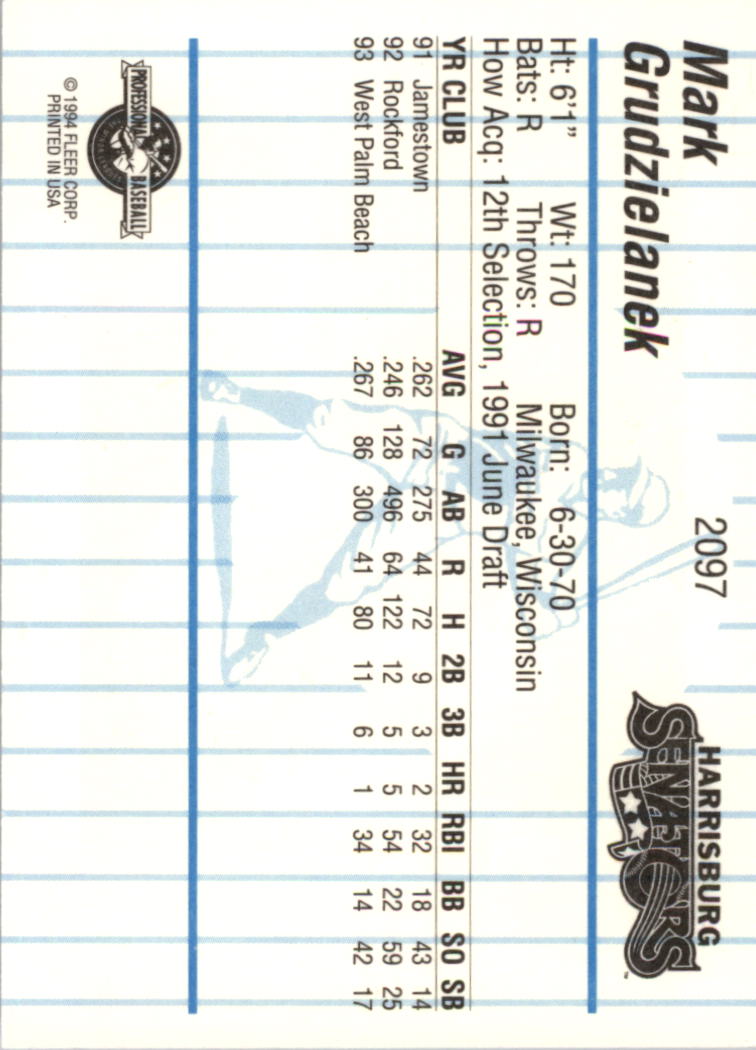 Mark
Grudzielanek
2097
HARRISBURG
SENATORS
™
Ht: 6'1" Wt: 170 Born: 6-30-70
Bats: R Throws: R Milwaukee, Wisconsin
How Acq: 12th Selection, 1991 June Draft
YR CLUB AVG G AB R H 2B 3B HR RBI BB SO SB
91 Jamestown .262 72 275 44 72 9 3 2 32 18 43 14
92 Rockford .246 128 496 64 122 12 5 5 54 22 59 25
93 West Palm Beach .267 86 300 41 80 11 6 1 34 14 42 17
PROFESSIONAL BASEBALL
© 1994 FLEER CORP.
PRINTED IN USA